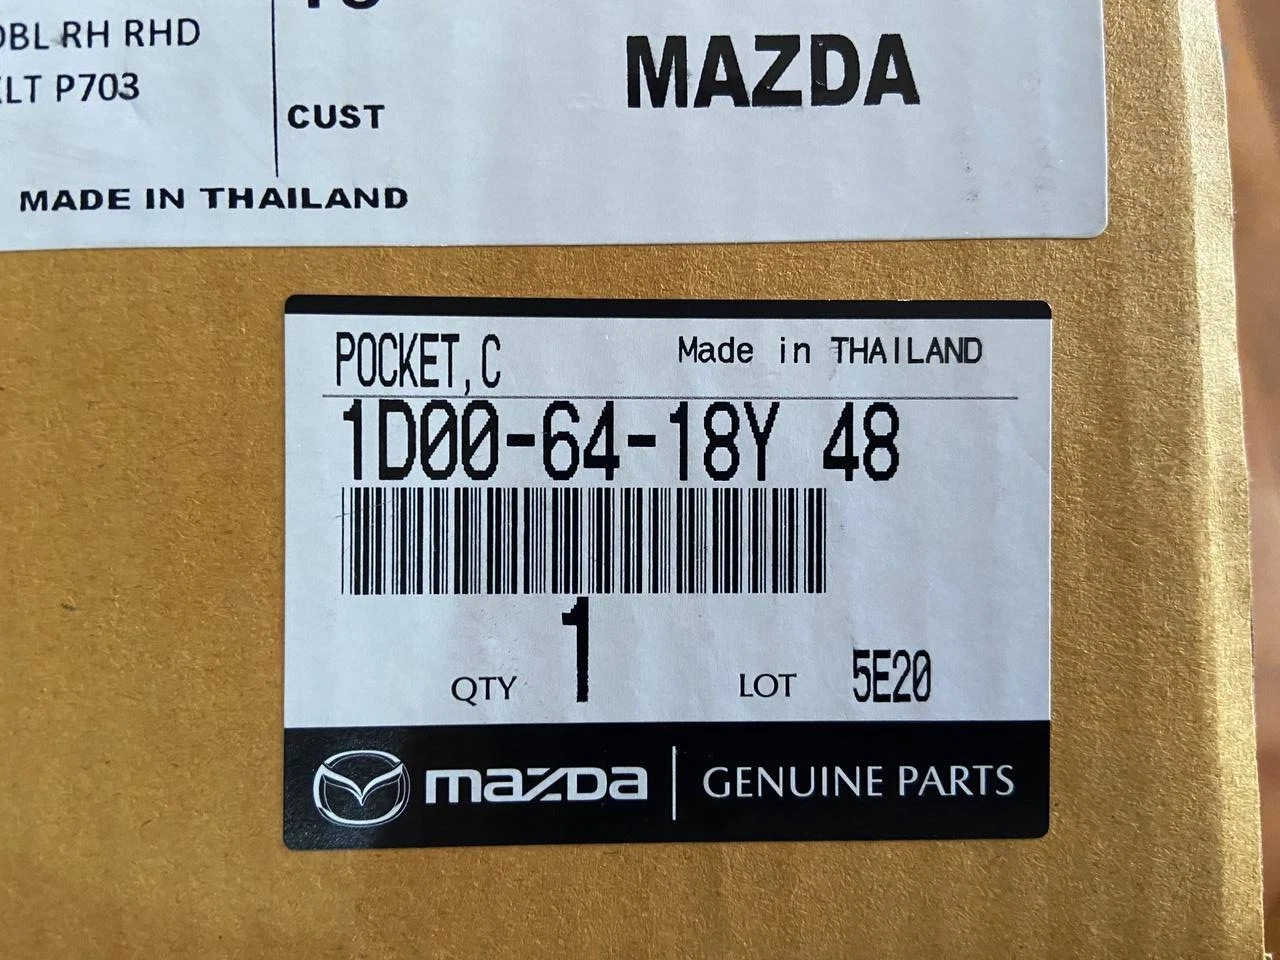 DBL RH RHD
XLT P703
CUST
MAZDA
MADE IN THAILAND
POCKET, C
Made in THAILAND
1D00-64-18Y 48
QTY 1
LOT 5E20
mazda GENUINE PARTS